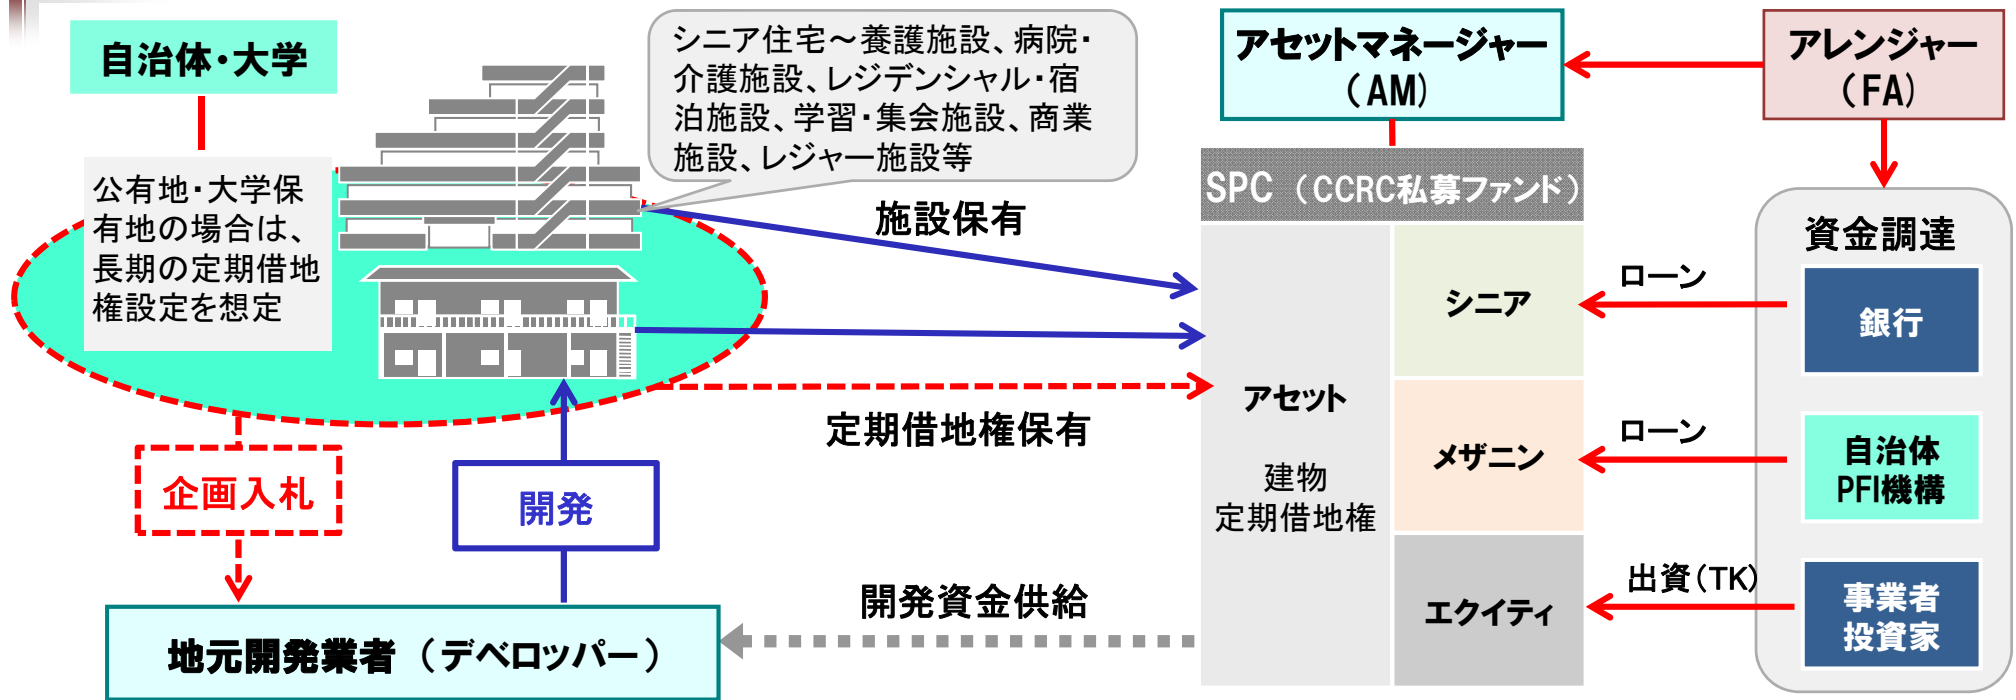 自治体・大学
公有地・大学保
有地の場合は、
長期の定期借地
権設定を想定
シニア住宅～養護施設、病院・
介護施設、レジデンシャル・宿
泊施設、学習・集会施設、商業
施設、レジャー施設等
アセットマネージャー
（AM）
アレンジャー
（FA）
SPC （CCRC私募ファンド）
施設保有
定期借地権保有
アセット
建物
定期借地権
シニア
メザニン
エクイティ
ローン
ローン
出資（TK）
資金調達
銀行
自治体
PFI機構
事業者
投資家
企画入札
開発
開発資金供給
地元開発業者 （デベロッパー）